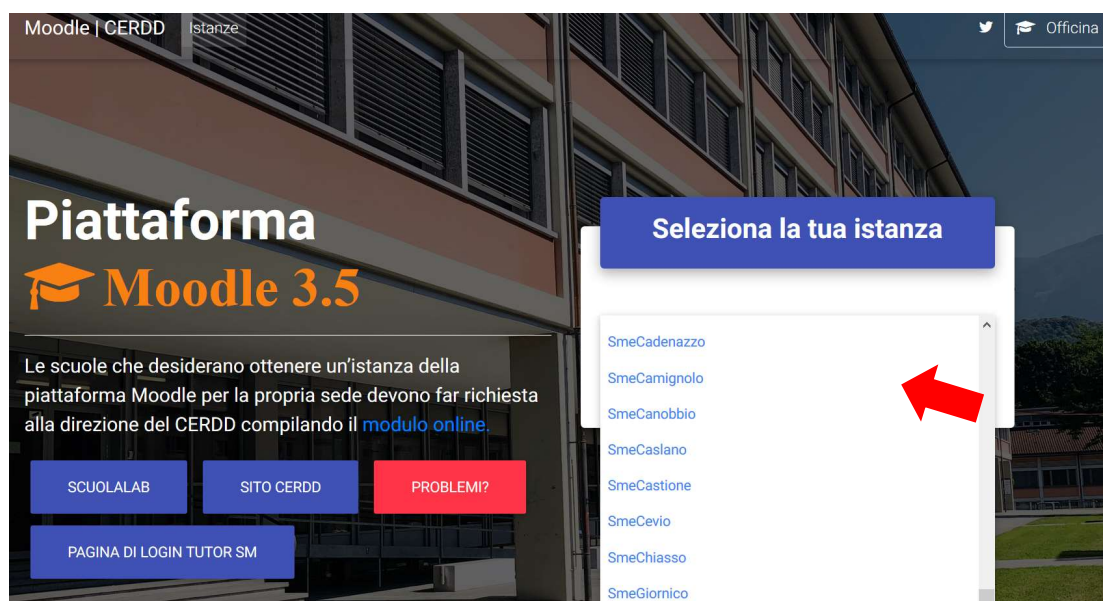 Moodle | CERDD Istanze
Officina
Piattaforma
Moodle 3.5
Le scuole che desiderano ottenere un'istanza della
piattaforma Moodle per la propria sede devono far richiesta
alla direzione del CERDD compilando il modulo online.
SCUOLALAB
SITO CERDD
PROBLEMI?
PAGINA DI LOGIN TUTOR SM
Seleziona la tua istanza
SmeCadenazzo
SmeCamignolo
SmeCanobbio
SmeCaslano
SmeCastione
SmeCevio
SmeChiasso
SmeGiornico